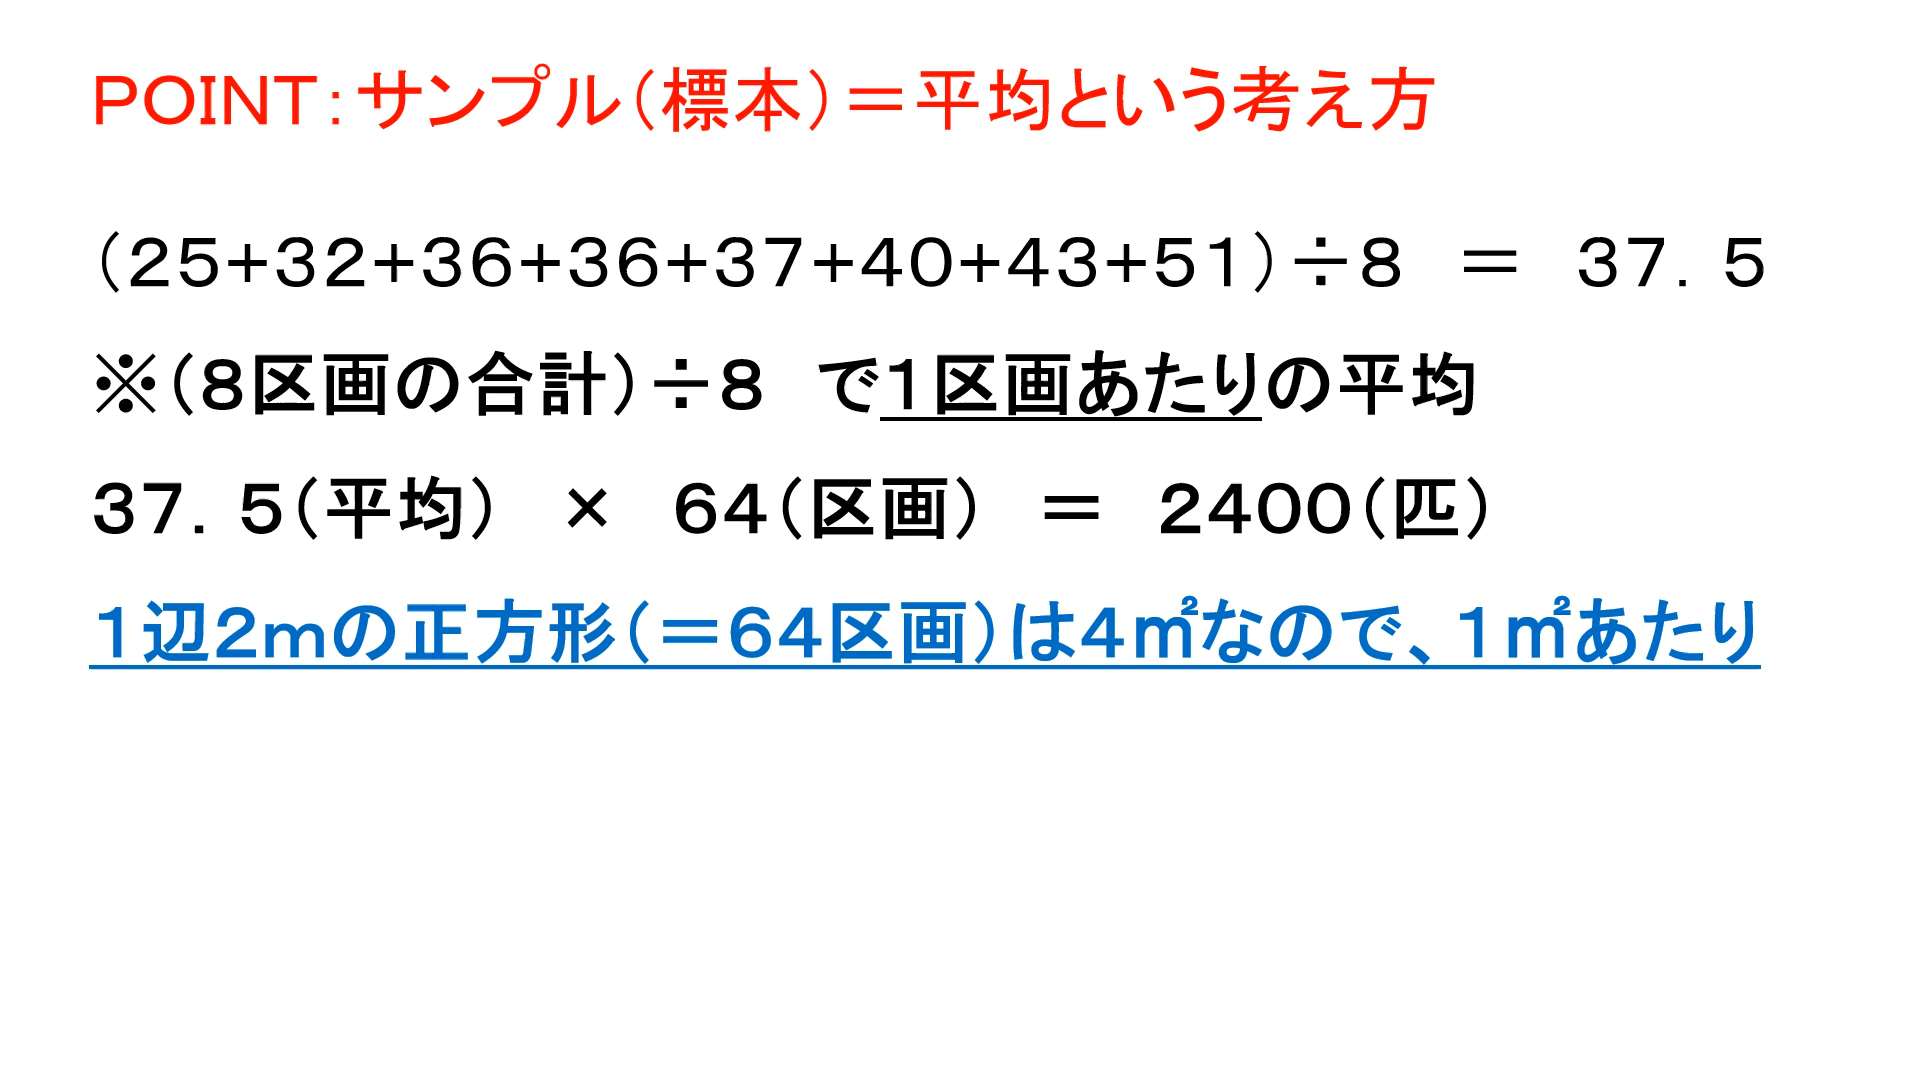 POINT：サンプル（標本）＝平均という考え方
（25+32+36+36+37+40+43+51）÷8　＝　37．5
※（8区画の合計）÷8　で1区画あたりの平均
37．5（平均）　×　64（区画）　＝　2400（匹）
1辺2mの正方形（＝64区画）は4㎡なので、1㎡あたり